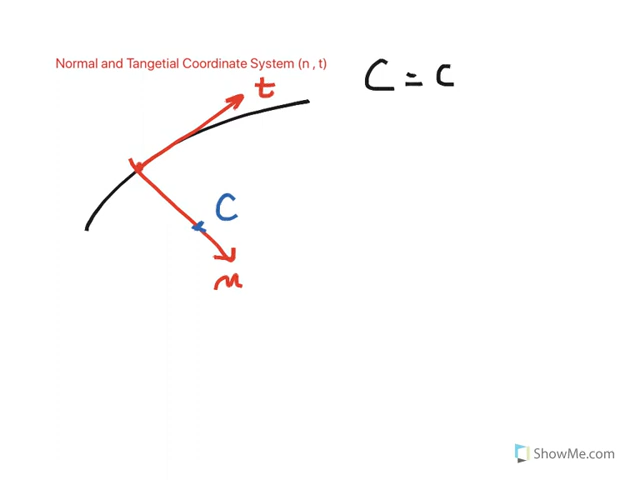 Normal and Tangetial Coordinate System (n , t)
t
C = C
C
n
ShowMe.com